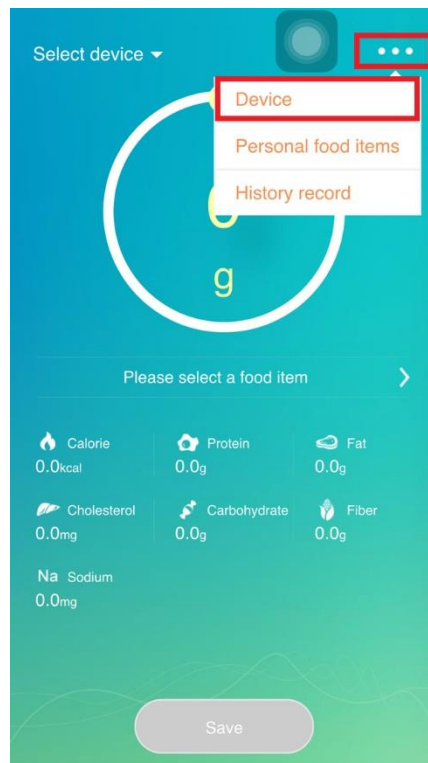 Select device
Device
Personal food items
History record
0
g
Please select a food item
Calorie
0.0kcal
Protein
0.0g
Fat
0.0g
Cholesterol
0.0mg
Carbohydrate
0.0g
Fiber
0.0g
Na Sodium
0.0mg
Save